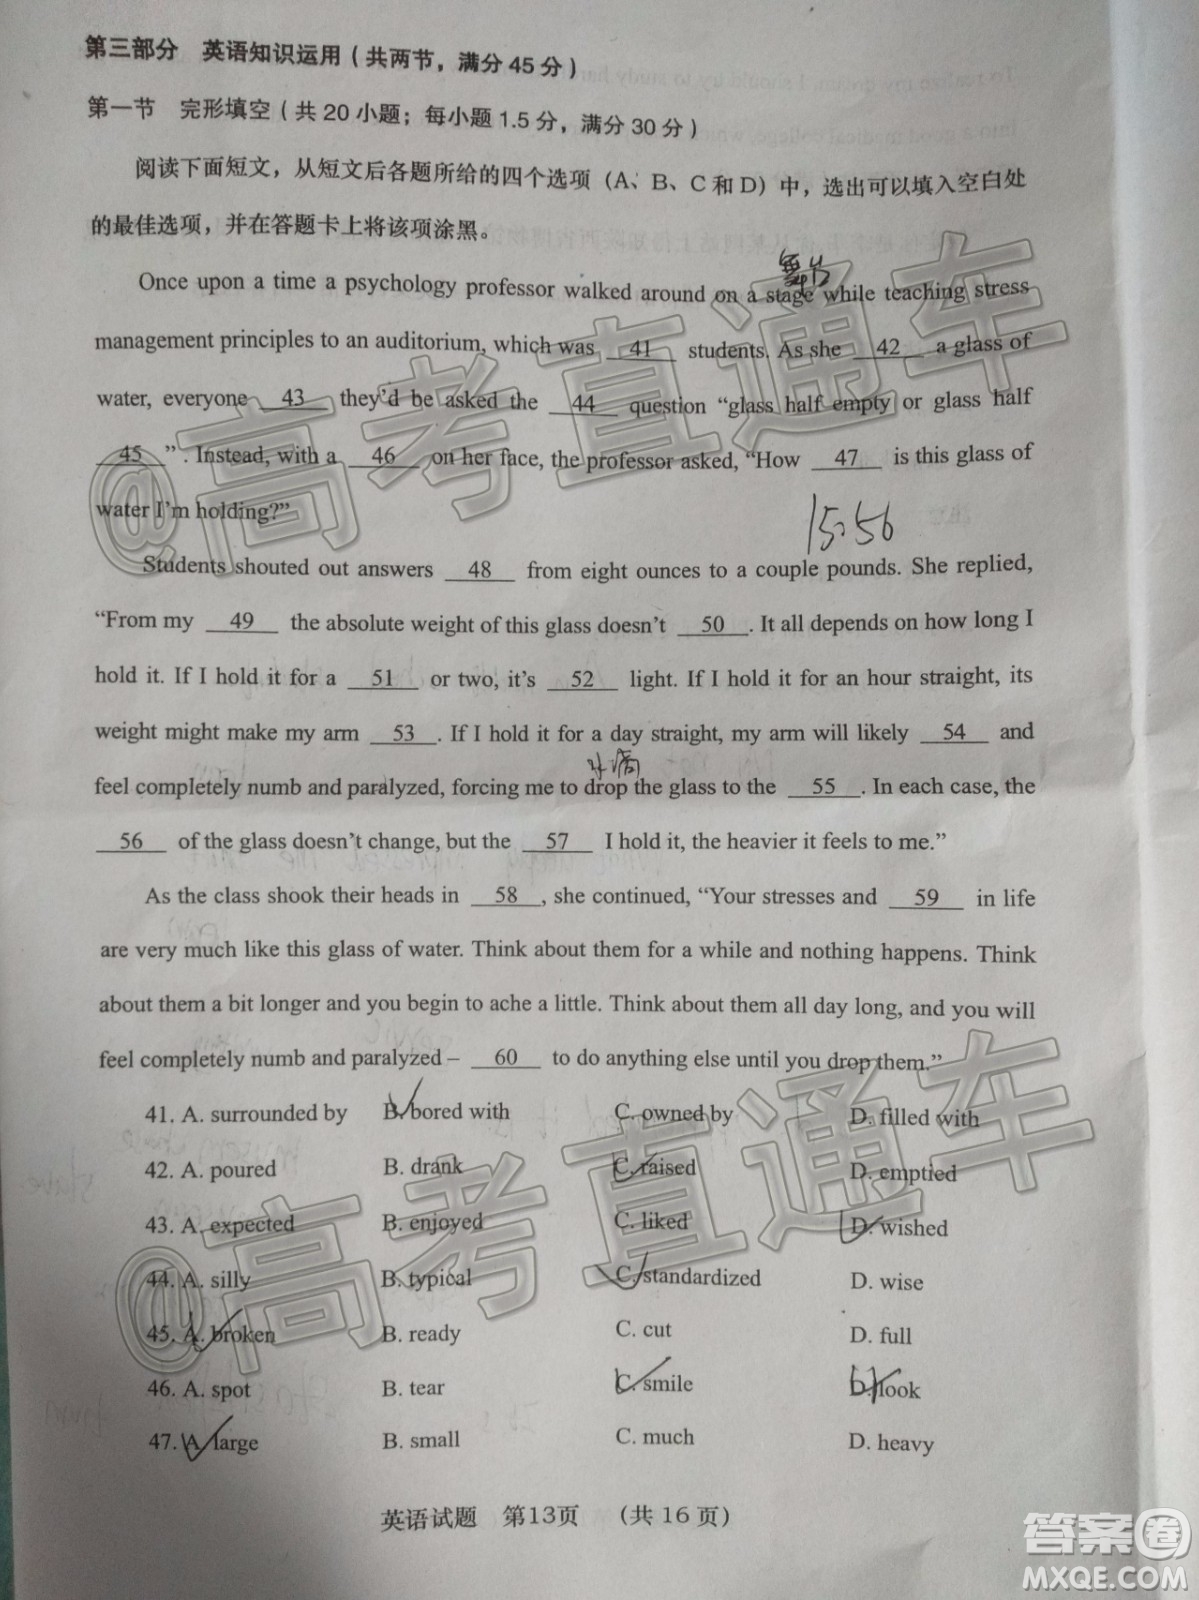 第三部分 英语知识运用（共两节，满分 45 分）
第一节 完形填空（共 20 小题；每小题 1.5 分，满分 30 分）
阅读下面短文，从短文后各题所给的四个选项（A、B、C 和 D）中，选出可以填入空白处
的最佳选项，并在答题卡上将该项涂黑。
Once upon a time a psychology professor walked around on a stage while teaching stress
management principles to an auditorium, which was 41 students. As she 42 a glass of
water, everyone 43 they'd be asked the 44 question “glass half empty or glass half
45 ”. Instead, with a 46 on her face, the professor asked, “How 47 is this glass of
water I'm holding?”
15:56
Students shouted out answers 48 from eight ounces to a couple pounds. She replied,
“From my 49 the absolute weight of this glass doesn't 50 . It all depends on how long I
hold it. If I hold it for a 51 or two, it's 52 light. If I hold it for an hour straight, its
weight might make my arm 53 . If I hold it for a day straight, my arm will likely 54 and
feel completely numb and paralyzed, forcing me to drop the glass to the 55 . In each case, the
56 of the glass doesn't change, but the 57 I hold it, the heavier it feels to me.”
As the class shook their heads in 58 , she continued, “Your stresses and 59 in life
are very much like this glass of water. Think about them for a while and nothing happens. Think
about them a bit longer and you begin to ache a little. Think about them all day long, and you will
feel completely numb and paralyzed – 60 to do anything else until you drop them.”
41. A. surrounded by B. bored with C. owned by D. filled with
42. A. poured B. drank C. raised D. emptied
43. A. expected B. enjoyed C. liked D. wished
44. A. silly B. typical C. standardized D. wise
45. A. broken B. ready C. cut D. full
46. A. spot B. tear C. smile D. look
47. A. large B. small C. much D. heavy
英语试题 第13页 （共 16 页）
@高考直通车
@高考直通车
答案圈
MXQE.COM